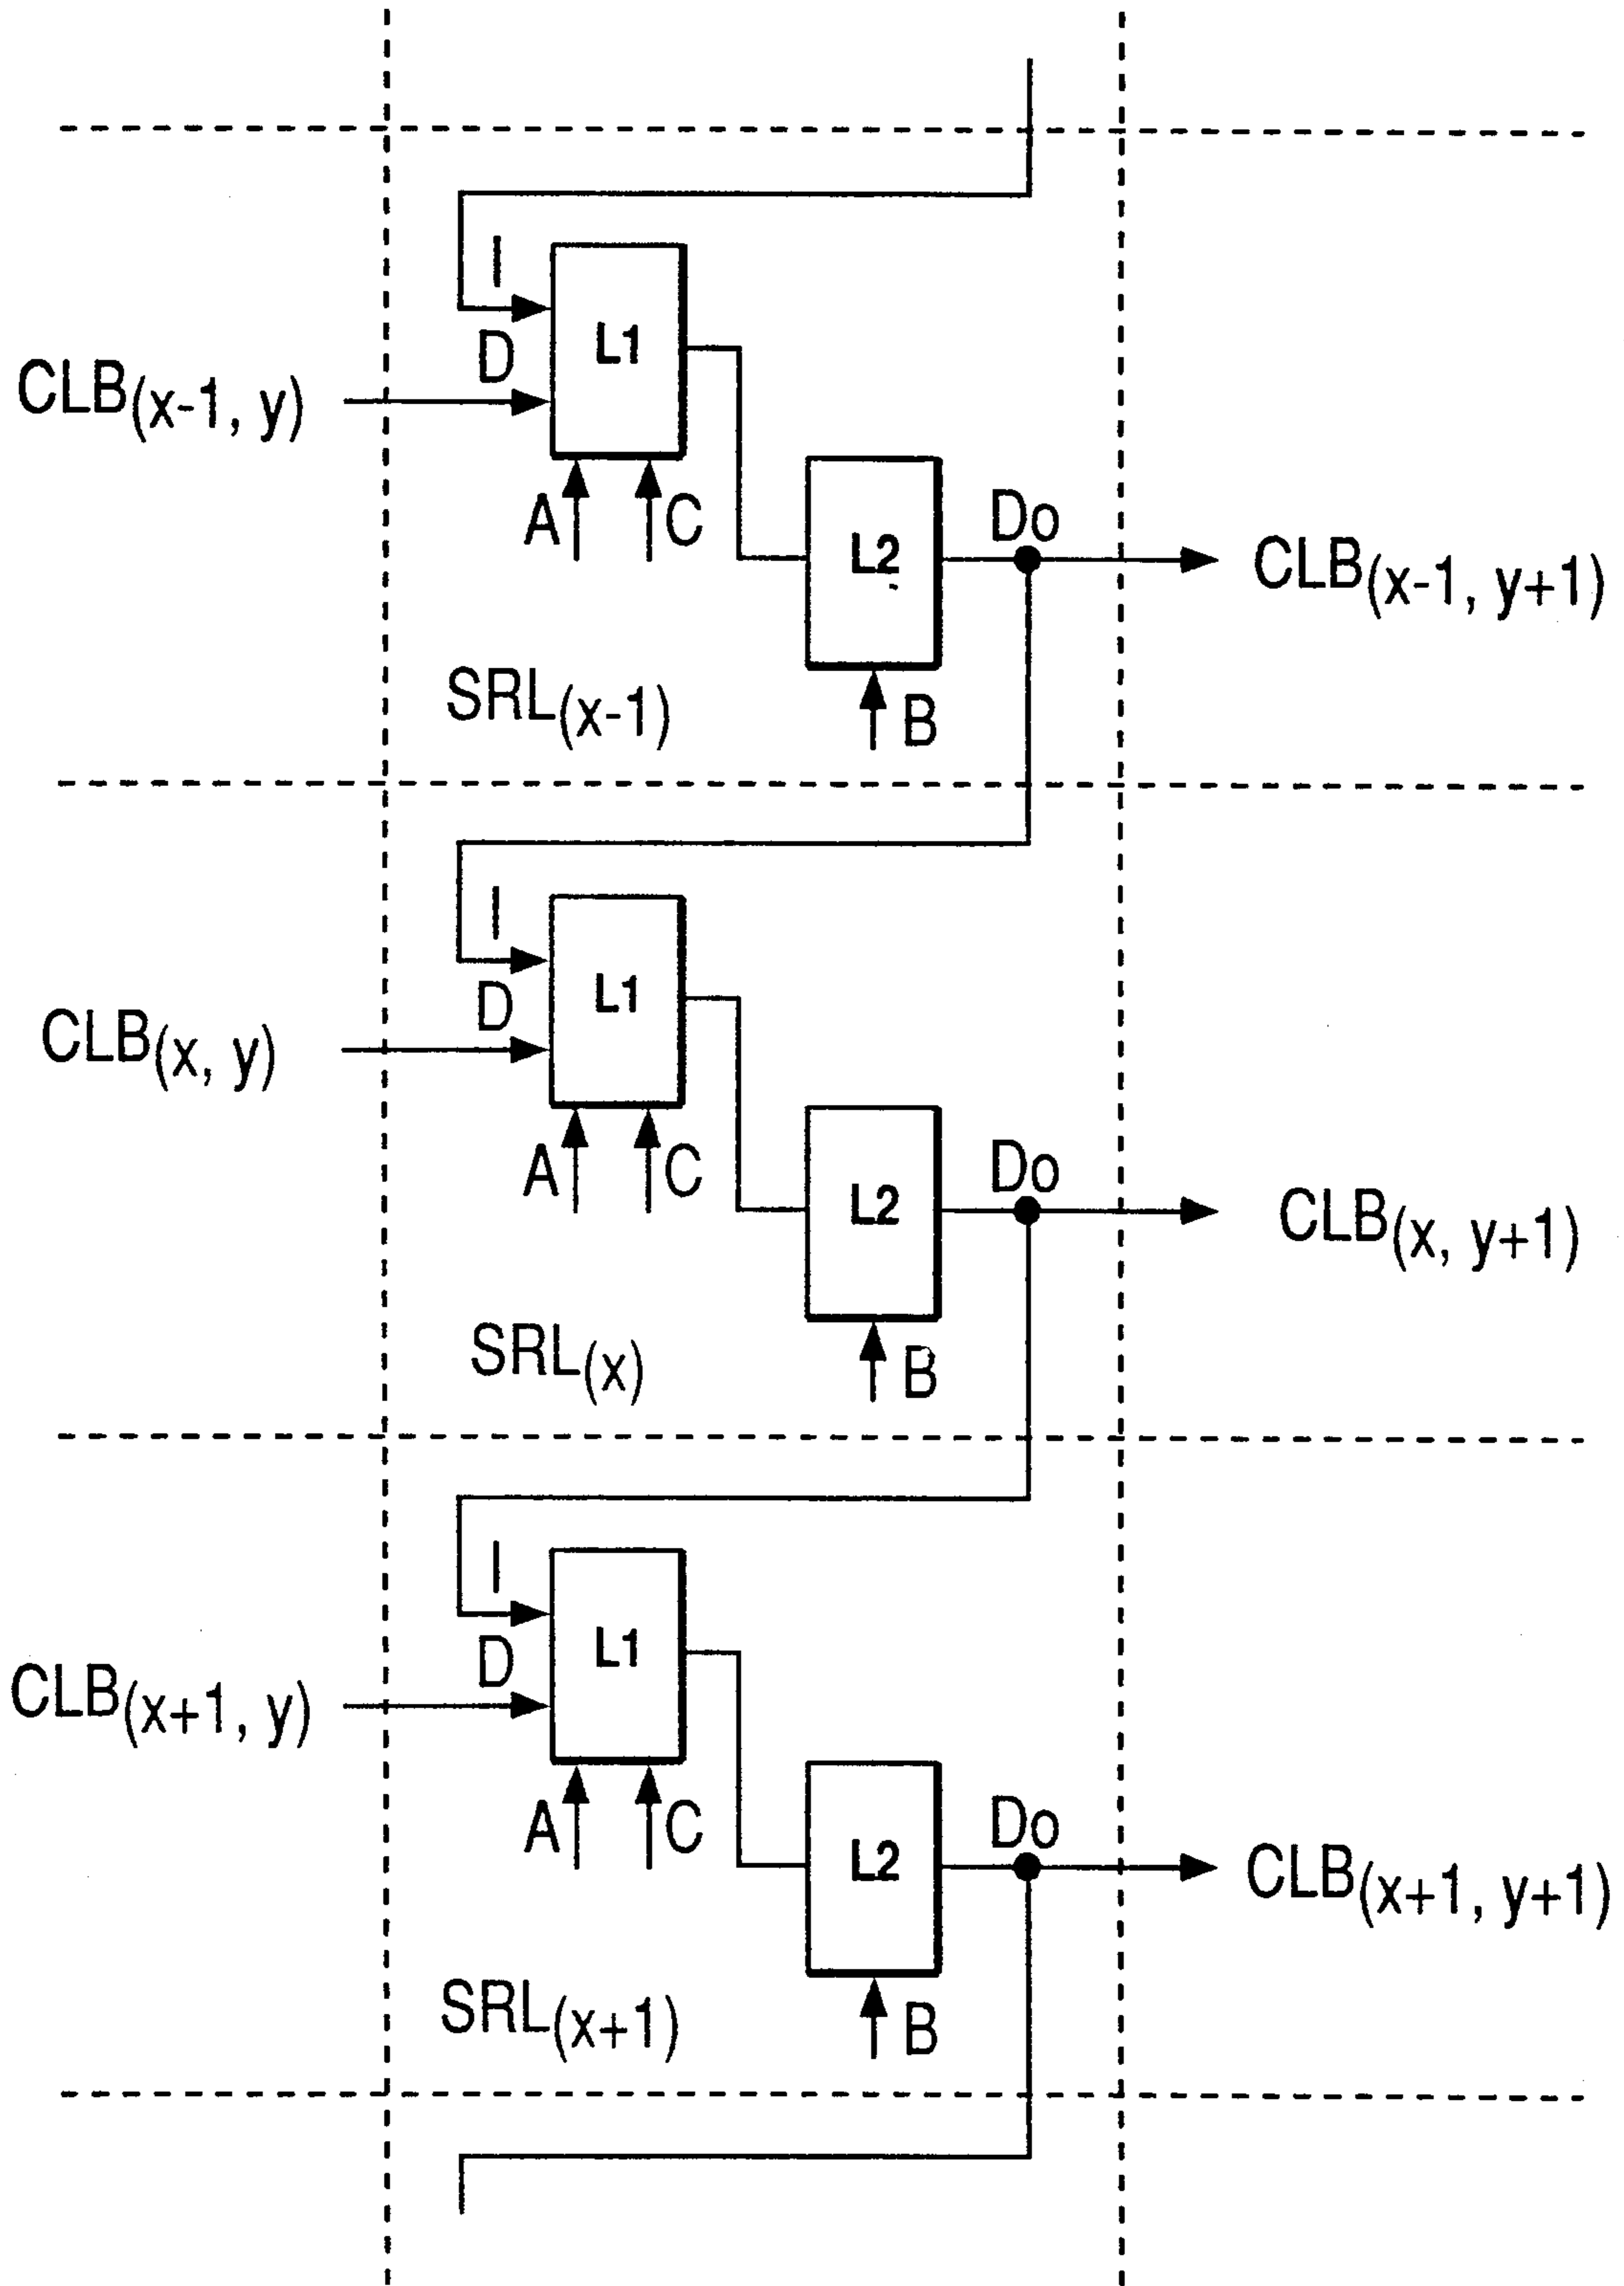 I
D
L1
CLB(x-1, y)
A
C
L2
Do
CLB(x-1, y+1)
SRL(x-1)
B
I
D
L1
CLB(x, y)
A
C
L2
Do
CLB(x, y+1)
SRL(x)
B
I
D
L1
CLB(x+1, y)
A
C
L2
Do
CLB(x+1, y+1)
SRL(x+1)
B